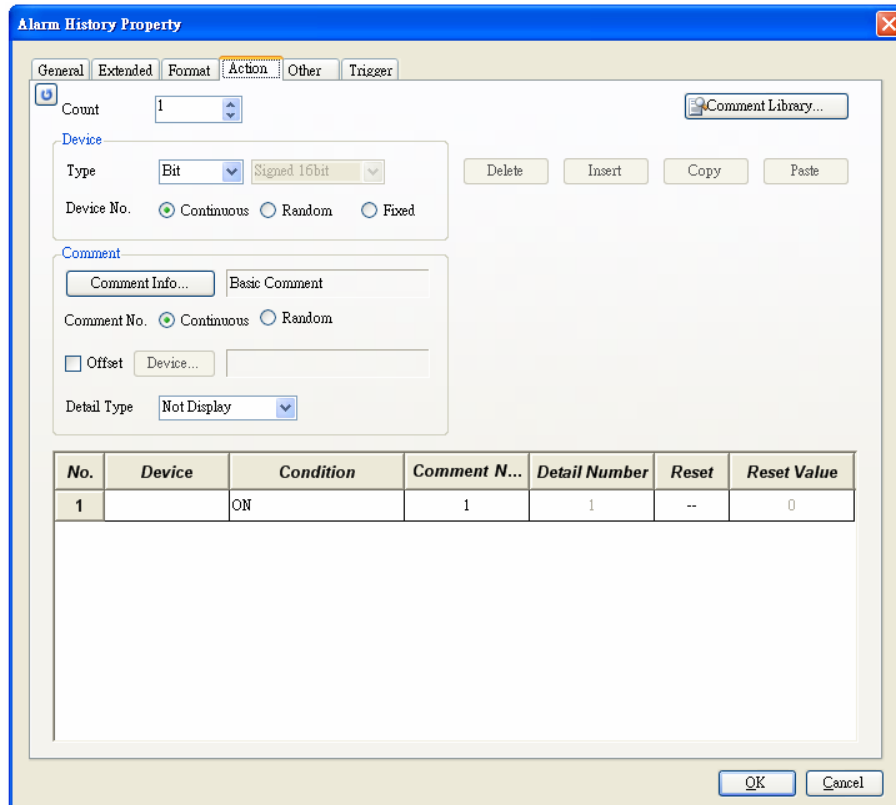 Alarm History Property
General Extended Format Action Other Trigger
Count 1 Comment Library...
Device
Type Bit Signed 16bit Delete Insert Copy Paste
Device No. Continuous Random Fixed
Comment
Comment Info... Basic Comment
Comment No. Continuous Random
Offset Device...
Detail Type Not Display
No. Device Condition Comment N... Detail Number Reset Reset Value
1 ON 1 1 -- 0
OK Cancel